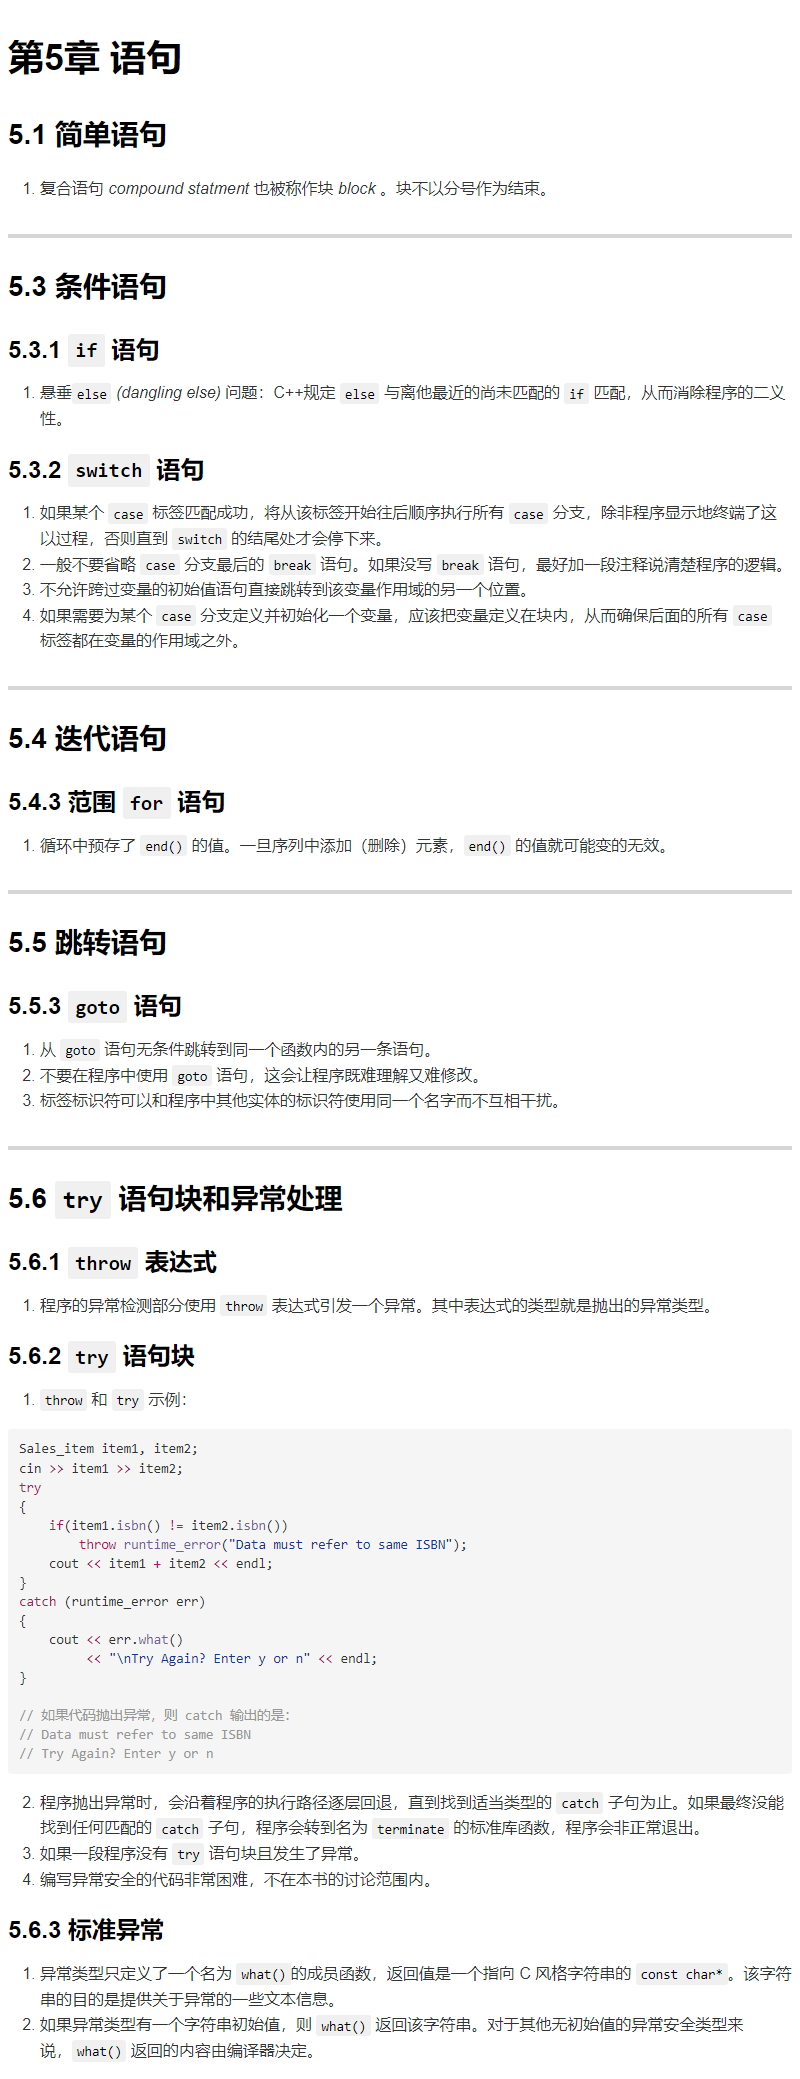 第5章 语句
5.1 简单语句
1. 复合语句 compound statment 也被称作块 block 。块不以分号作为结束。
5.3 条件语句
5.3.1 if 语句
1. 悬垂else (dangling else) 问题：C++规定 else 与离他最近的尚未匹配的 if 匹配，从而消除程序的二义
性。
5.3.2 switch 语句
1. 如果某个 case 标签匹配成功，将从该标签开始往后顺序执行所有 case 分支，除非程序显示地终端了这
以过程，否则直到 switch 的结尾处才会停下来。
2. 一般不要省略 case 分支最后的 break 语句。如果没写 break 语句，最好加一段注释说清楚程序的逻辑。
3. 不允许跨过变量的初始值语句直接跳转到该变量作用域的另一个位置。
4. 如果需要为某个 case 分支定义并初始化一个变量，应该把变量定义在块内，从而确保后面的所有 case
标签都在变量的作用域之外。
5.4 迭代语句
5.4.3 范围 for 语句
1. 循环中预存了 end() 的值。一旦序列中添加（删除）元素，end() 的值就可能变的无效。
5.5 跳转语句
5.5.3 goto 语句
1. 从 goto 语句无条件跳转到同一个函数内的另一条语句。
2. 不要在程序中使用 goto 语句，这会让程序既难理解又难修改。
3. 标签标识符可以和程序中其他实体的标识符使用同一个名字而不互相干扰。
5.6 try 语句块和异常处理
5.6.1 throw 表达式
1. 程序的异常检测部分使用 throw 表达式引发一个异常。其中表达式的类型就是抛出的异常类型。
5.6.2 try 语句块
1. throw 和 try 示例：
Sales_item item1, item2;
cin >> item1 >> item2;
try
{
    if(item1.isbn() != item2.isbn())
        throw runtime_error("Data must refer to same ISBN");
    cout << item1 + item2 << endl;
}
catch (runtime_error err)
{
    cout << err.what()
         << "\nTry Again? Enter y or n" << endl;
}
// 如果代码抛出异常，则 catch 输出的是：
// Data must refer to same ISBN
// Try Again? Enter y or n
2. 程序抛出异常时，会沿着程序的执行路径逐层回退，直到找到适当类型的 catch 子句为止。如果最终没能
找到任何匹配的 catch 子句，程序会转到名为 terminate 的标准库函数，程序会非正常退出。
3. 如果一段程序没有 try 语句块且发生了异常。
4. 编写异常安全的代码非常困难，不在本书的讨论范围内。
5.6.3 标准异常
1. 异常类型只定义了一个名为 what()的成员函数，返回值是一个指向 C 风格字符串的 const char* 。该字符
串的目的是提供关于异常的一些文本信息。
2. 如果异常类型有一个字符串初始值，则 what() 返回该字符串。对于其他无初始值的异常安全类型来
说，what() 返回的内容由编译器决定。